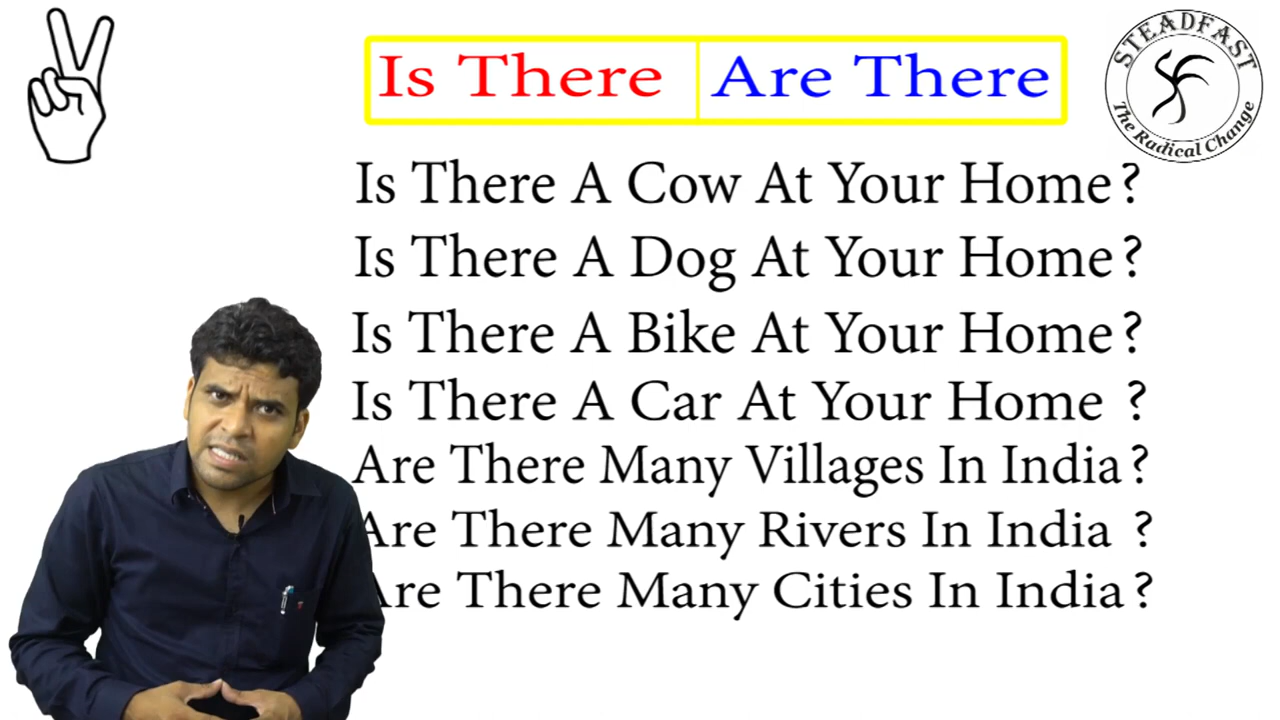 Is There Are There
STEADFAST
The Radical Change
Is There A Cow At Your Home?
Is There A Dog At Your Home?
Is There A Bike At Your Home?
Is There A Car At Your Home ?
Are There Many Villages In India?
Are There Many Rivers In India ?
Are There Many Cities In India?